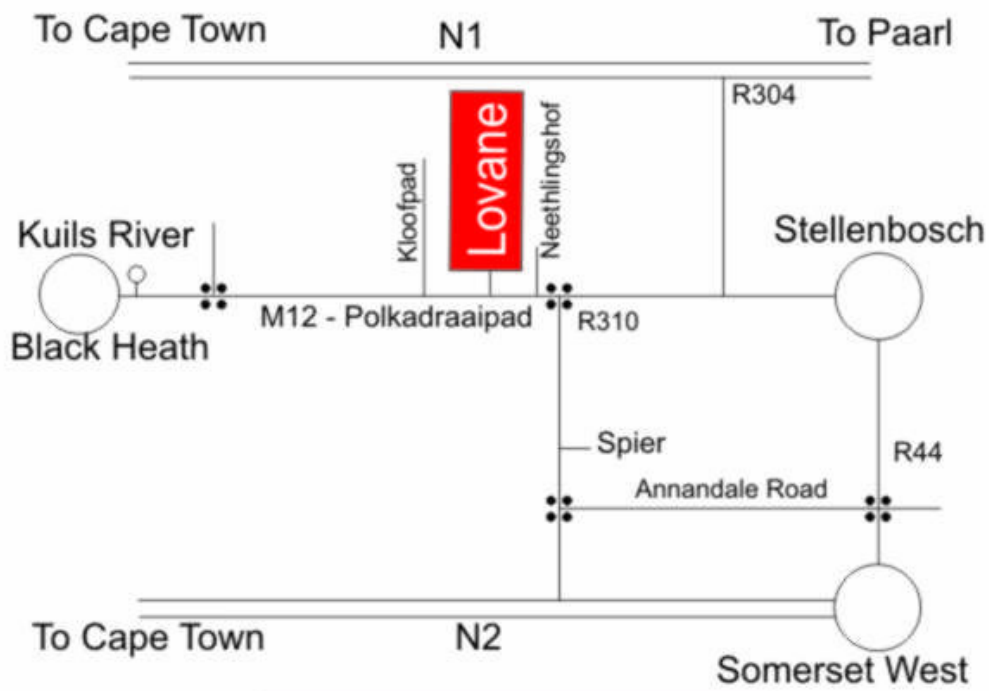 To Cape Town
N1
To Paarl
R304
Lovane
Neethlingshof
Kloofpad
Kuils River
Stellenbosch
M12 - Polkadraaipad
R310
Black Heath
Spier
R44
Annandale Road
To Cape Town
N2
Somerset West